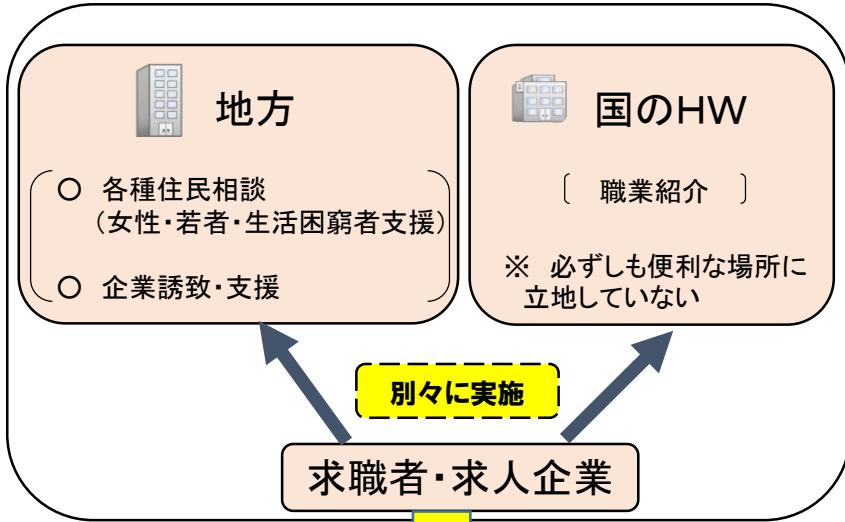 地方
○ 各種住民相談
（女性・若者・生活困窮者支援）
○ 企業誘致・支援
国のHW
〔 職業紹介 〕
※ 必ずしも便利な場所に
立地していない
別々に実施
求職者・求人企業